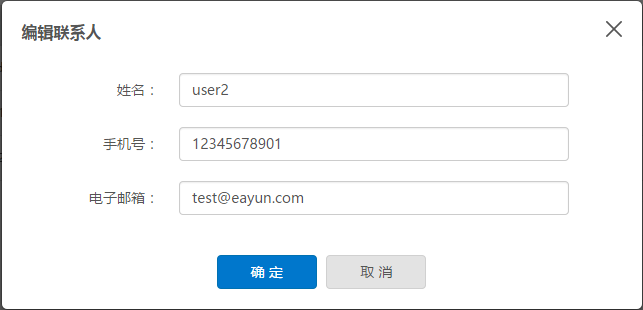 编辑联系人
姓名： user2
手机号： 12345678901
电子邮箱： test@eayun.com
确 定 取 消